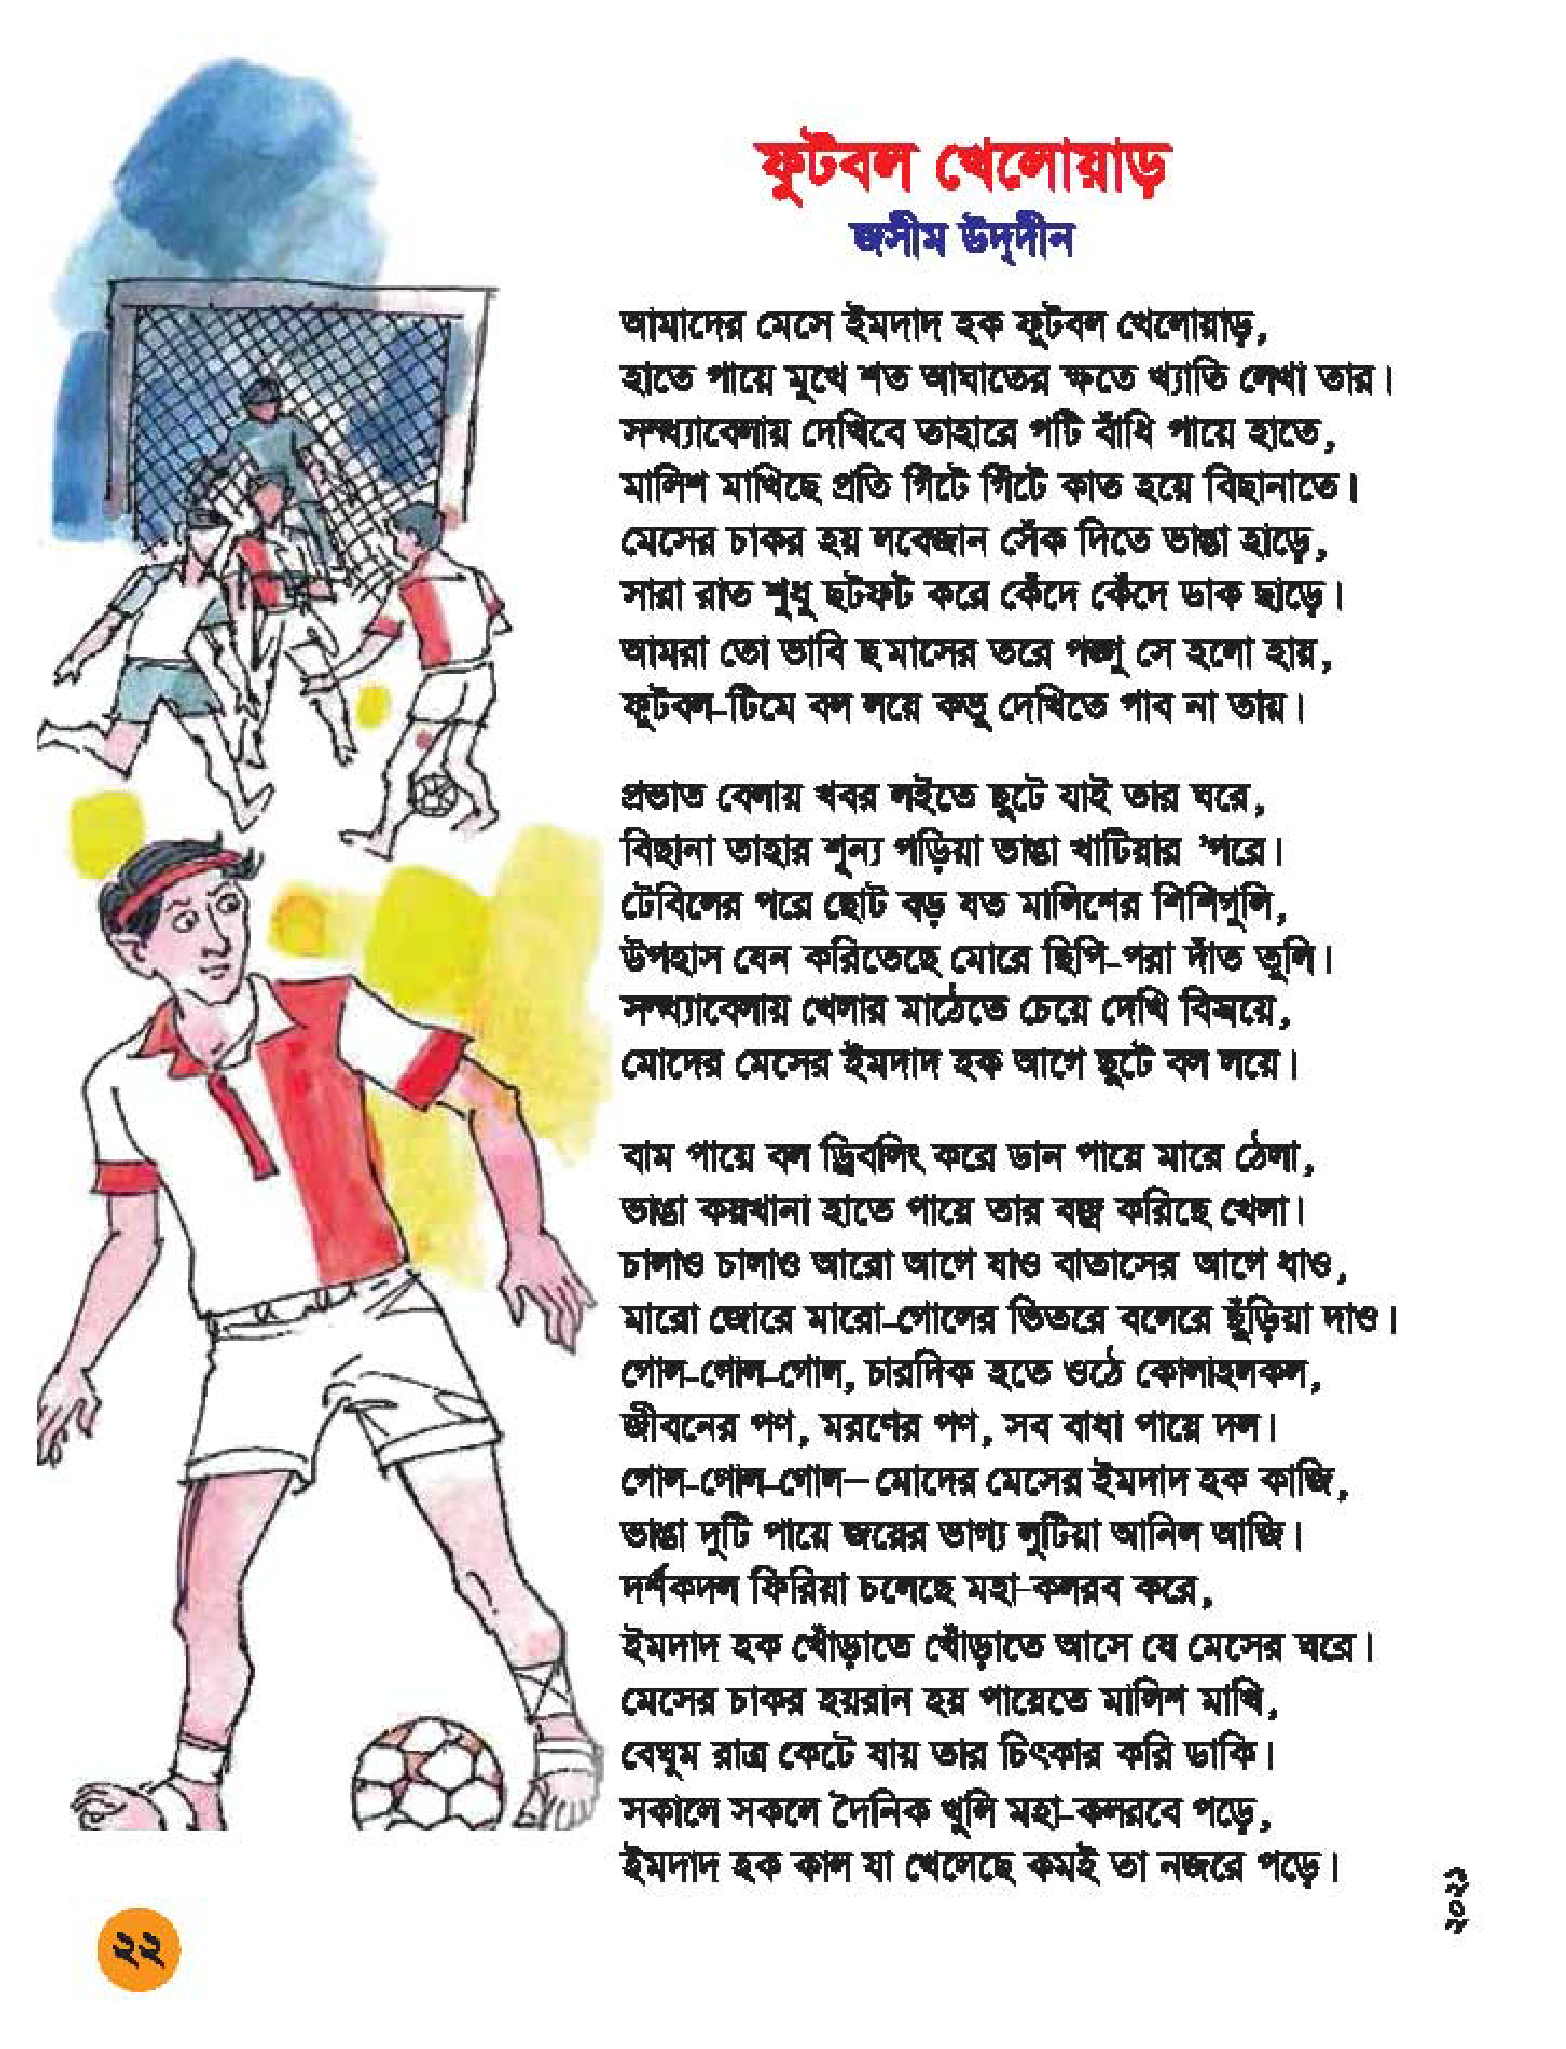 ফুটবল খেলোয়াড়
জসীম উদ্‌দীন
আমাদের মেসে ইমদাদ হক ফুটবল খেলোয়াড়,
হাতে পায়ে মুখে শত আঘাতের ক্ষতে খ্যাতি লেখা তার।
সন্ধ্যাবেলায় দেখিবে তাহারে পটি বাঁধি পায়ে হাতে,
মালিশ মাখিছে প্রতি গিঁটে গিঁটে কাত হয়ে বিছানাতে।
মেসের চাকর হয় লবেজান সেঁক দিতে ভাঙা হাড়ে,
সারা রাত শুধু ছটফট করে কেঁদে কেঁদে ডাক ছাড়ে।
আমরা তো ভাবি ছ মাসের তরে পঙ্গু সে হলো হায়,
ফুটবল-টিমে বল লয়ে কভু দেখিতে পাব না তায়।
প্রভাত বেলায় খবর লইতে ছুটে যাই তার ঘরে,
বিছানা তাহার শূন্য পড়িয়া ভাঙা খাটিয়ার ’পরে।
টেবিলের পরে ছোট বড় যত মালিশের শিশিগুলি,
উপহাস যেন করিতেছে মোরে ছিপি-পরা দাঁত তুলি।
সন্ধ্যাবেলায় খেলার মাঠেতে চেয়ে দেখি বিস্ময়ে,
মোদের মেসের ইমদাদ হক আগে ছুটে বল লয়ে।
বাম পায়ে বল ড্রিবলিং করে ডান পায়ে মারে ঠেলা,
ভাঙা কয়খানা হাতে পায়ে তার বজ্র করিছে খেলা।
চালাও চালাও আরো আগে যাও বাতাসের আগে ধাও,
মারো জোরে মারো-গোলের ভিতরে বলেরে ছুঁড়িয়া দাও।
গোল-গোল-গোল, চারদিক হতে ওঠে কোলাহলকল,
জীবনের পণ, মরণের পণ, সব বাধা পায়ে দল।
গোল-গোল-গোল–মোদের মেসের ইমদাদ হক কাজি,
ভাঙা দুটি পায়ে জয়ের ভাগ্য লুটিয়া আনিল আজি।
দর্শকদল ফিরিয়া চলেছে মহা-কলরব করে,
ইমদাদ হক খোঁড়াতে খোঁড়াতে আসে যে মেসের ঘরে।
মেসের চাকর হয়রান হয় পায়েতে মালিশ মাখি,
বেঘুম রাত্র কেটে যায় তার চিৎকার করি ডাকি।
সকালে সকলে দৈনিক খুলি মহা-কলরবে পড়ে,
ইমদাদ হক কাল যা খেলেছে কমই তা নজরে পড়ে।
২০২১
২২